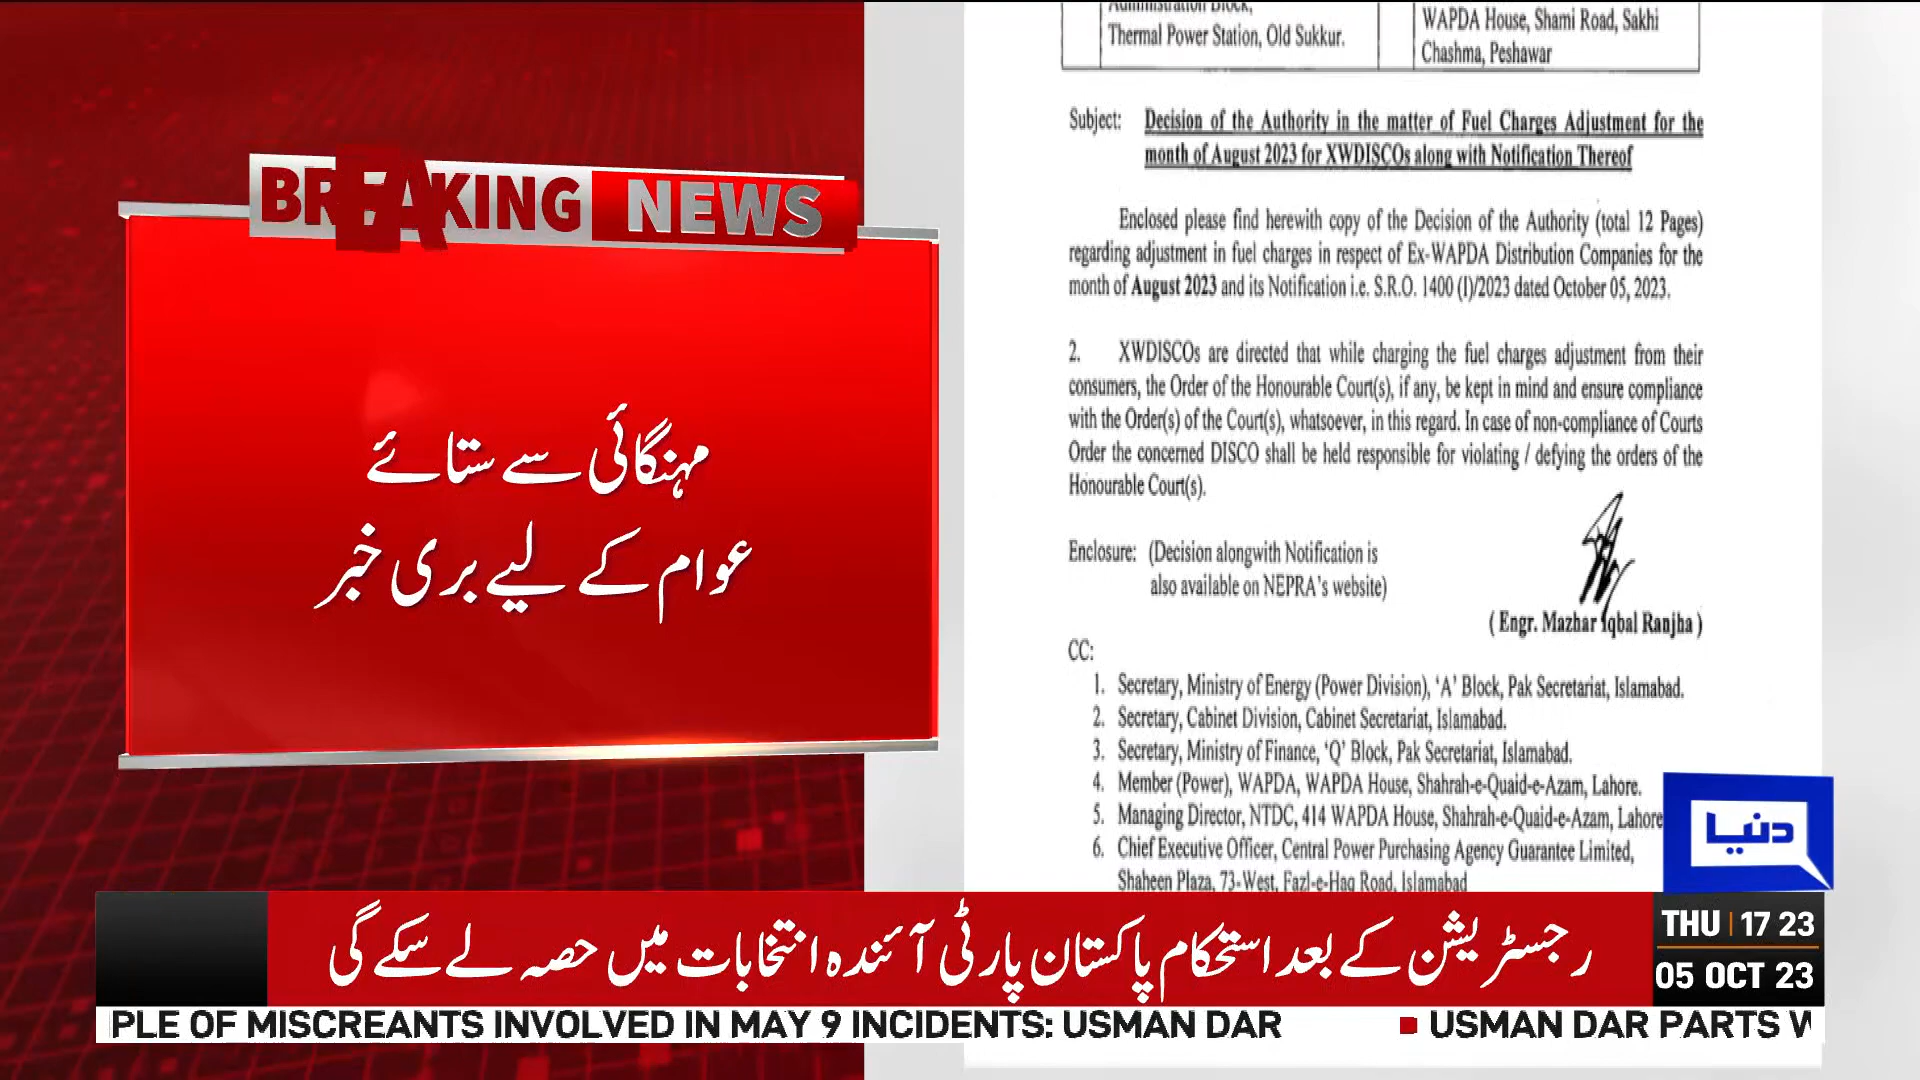 BREAKING NEWS
مہنگائی سے ستائے
عوام کے لیے بری خبر
Administration Block,
Thermal Power Station, Old Sukkur.
WAPDA House, Shami Road, Sakhi
Chashma, Peshawar
Subject: Decision of the Authority in the matter of Fuel Charges Adjustment for the
month of August 2023 for XWDISCOs along with Notification Thereof
Enclosed please find herewith copy of the Decision of the Authority (total 12 Pages)
regarding adjustment in fuel charges in respect of Ex-WAPDA Distribution Companies for the
month of August 2023 and its Notification i.e. S.R.O. 1400 (I)/2023 dated October 05, 2023.
2. XWDISCOs are directed that while charging the fuel charges adjustment from their
consumers, the Order of the Honourable Court(s), if any, be kept in mind and ensure compliance
with the Order(s) of the Court(s), whatsoever, in this regard. In case of non-compliance of Courts
Order the concerned DISCO shall be held responsible for violating / defying the orders of the
Honourable Court(s).
Enclosure: (Decision alongwith Notification is
also available on NEPRA's website)
( Engr. Mazhar Iqbal Ranjha )
CC:
1. Secretary, Ministry of Energy (Power Division), ‘A’ Block, Pak Secretariat, Islamabad.
2. Secretary, Cabinet Division, Cabinet Secretariat, Islamabad.
3. Secretary, Ministry of Finance, ‘Q’ Block, Pak Secretariat, Islamabad.
4. Member (Power), WAPDA, WAPDA House, Shahrah-e-Quaid-e-Azam, Lahore.
5. Managing Director, NTDC, 414 WAPDA House, Shahrah-e-Quaid-e-Azam, Lahore
6. Chief Executive Officer, Central Power Purchasing Agency Guarantee Limited,
Shaheen Plaza, 73-West, Fazl-e-Haq Road, Islamabad
دنیا
رجسٹریشن کے بعد استحکام پاکستان پارٹی آئندہ انتخابات میں حصہ لے سکے گی
THU | 17 23
05 OCT 23
PLE OF MISCREANTS INVOLVED IN MAY 9 INCIDENTS: USMAN DAR USMAN DAR PARTS W